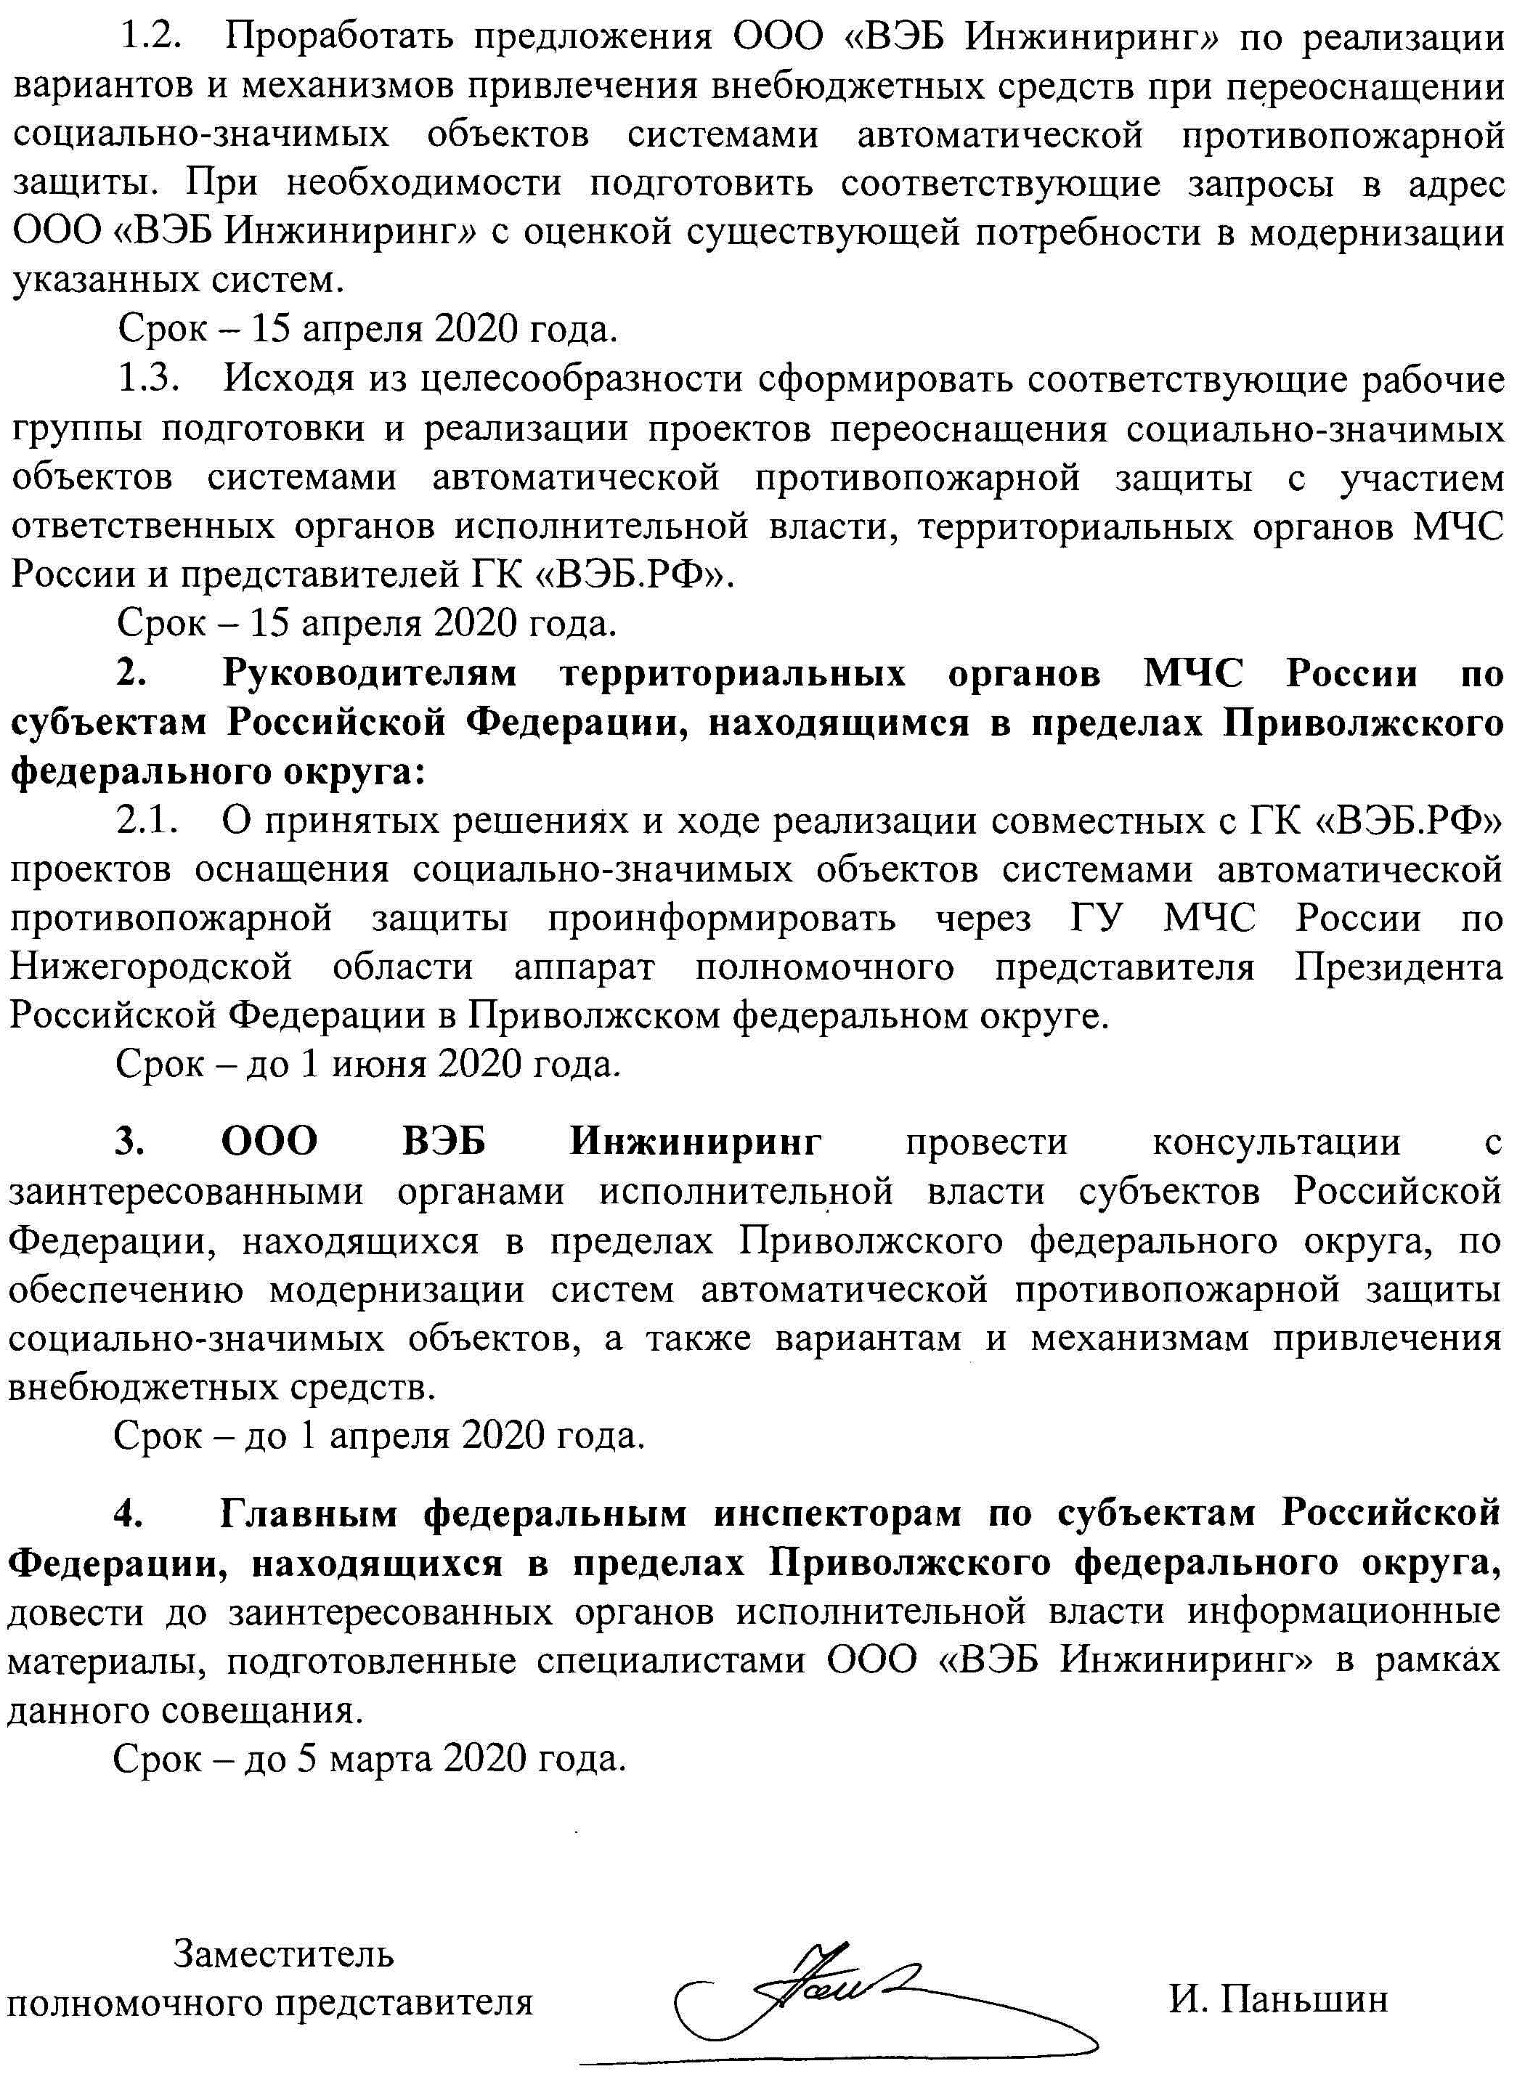 1.2. Проработать предложения ООО «ВЭБ Инжиниринг» по реализации
вариантов и механизмов привлечения внебюджетных средств при переоснащении
социально-значимых объектов системами автоматической противопожарной
защиты. При необходимости подготовить соответствующие запросы в адрес
ООО «ВЭБ Инжиниринг» с оценкой существующей потребности в модернизации
указанных систем.
Срок – 15 апреля 2020 года.
1.3. Исходя из целесообразности сформировать соответствующие рабочие
группы подготовки и реализации проектов переоснащения социально-значимых
объектов системами автоматической противопожарной защиты с участием
ответственных органов исполнительной власти, территориальных органов МЧС
России и представителей ГК «ВЭБ.РФ».
Срок – 15 апреля 2020 года.
2. Руководителям территориальных органов МЧС России по
субъектам Российской Федерации, находящимся в пределах Приволжского
федерального округа:
2.1. О принятых решениях и ходе реализации совместных с ГК «ВЭБ.РФ»
проектов оснащения социально-значимых объектов системами автоматической
противопожарной защиты проинформировать через ГУ МЧС России по
Нижегородской области аппарат полномочного представителя Президента
Российской Федерации в Приволжском федеральном округе.
Срок – до 1 июня 2020 года.
3. ООО ВЭБ Инжиниринг провести консультации с
заинтересованными органами исполнительной власти субъектов Российской
Федерации, находящихся в пределах Приволжского федерального округа, по
обеспечению модернизации систем автоматической противопожарной защиты
социально-значимых объектов, а также вариантам и механизмам привлечения
внебюджетных средств.
Срок – до 1 апреля 2020 года.
4. Главным федеральным инспекторам по субъектам Российской
Федерации, находящихся в пределах Приволжского федерального округа,
довести до заинтересованных органов исполнительной власти информационные
материалы, подготовленные специалистами ООО «ВЭБ Инжиниринг» в рамках
данного совещания.
Срок – до 5 марта 2020 года.
Заместитель
полномочного представителя
И. Паньшин